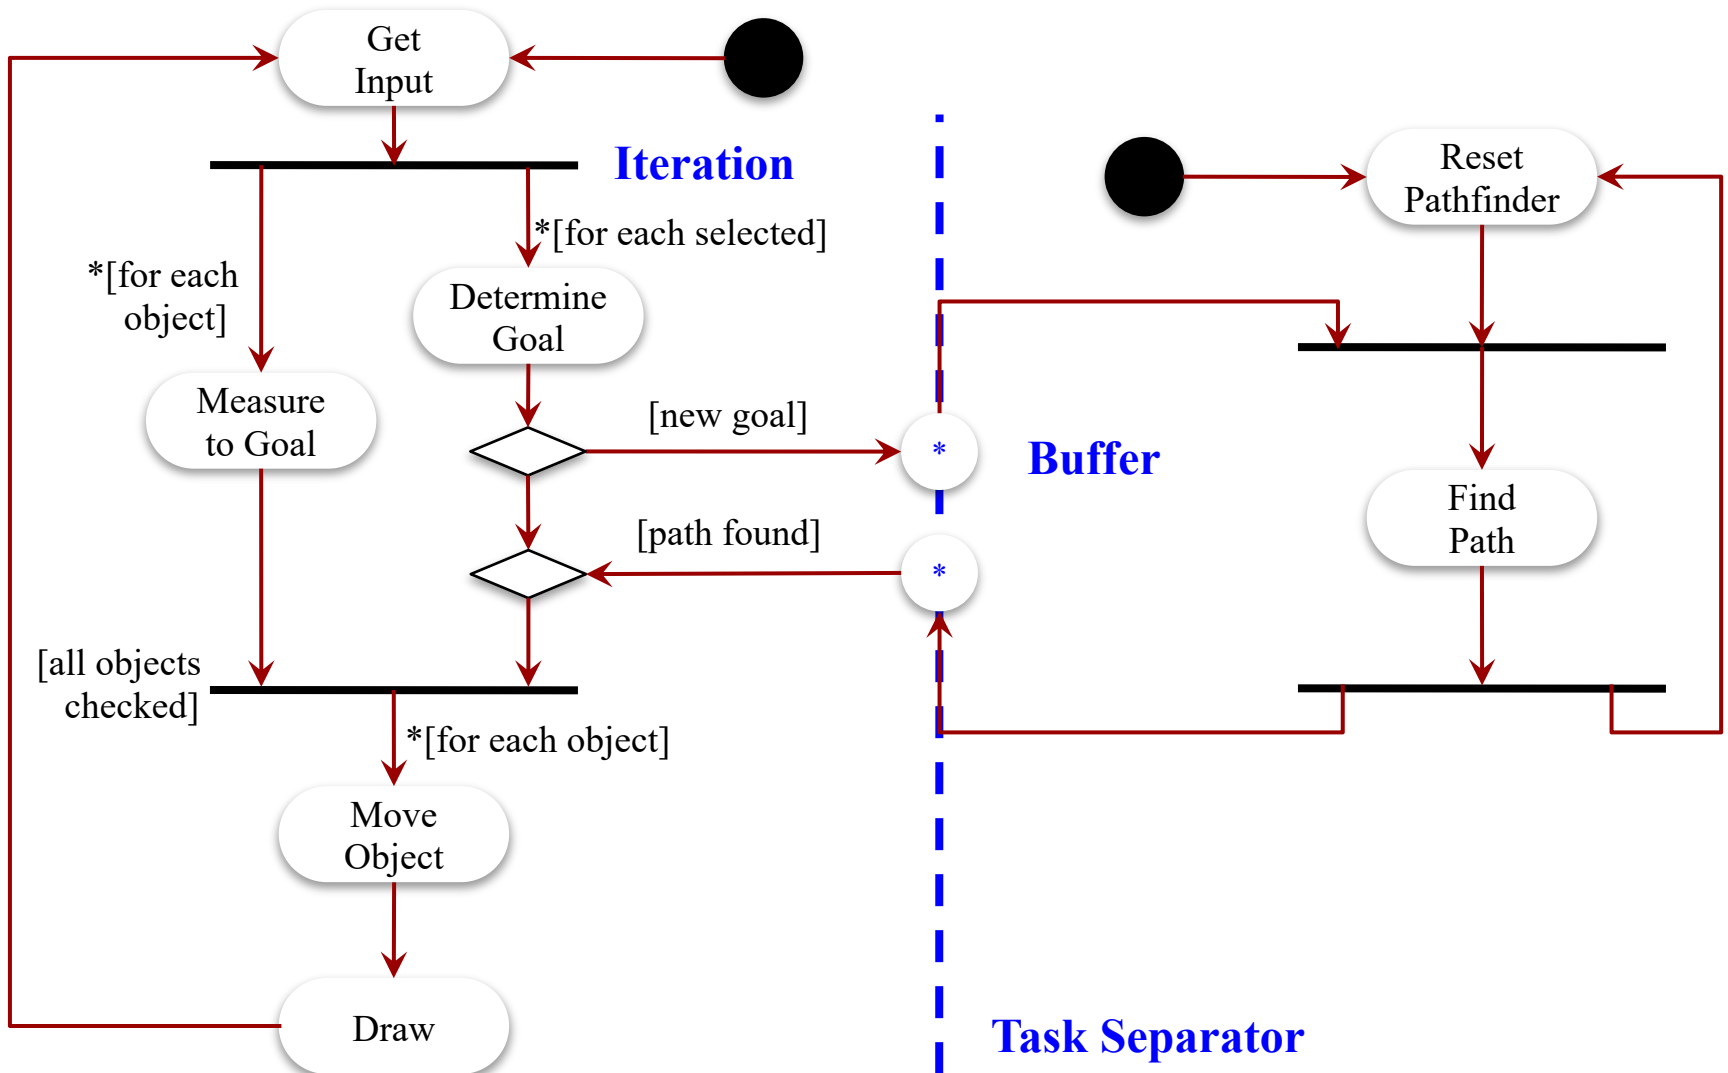 Get
Input
Iteration
*[for each selected]
*[for each
object]
Determine
Goal
Measure
to Goal
[new goal]
*
Buffer
[path found]
*
[all objects
checked]
*[for each object]
Move
Object
Draw
Reset
Pathfinder
Find
Path
Task Separator